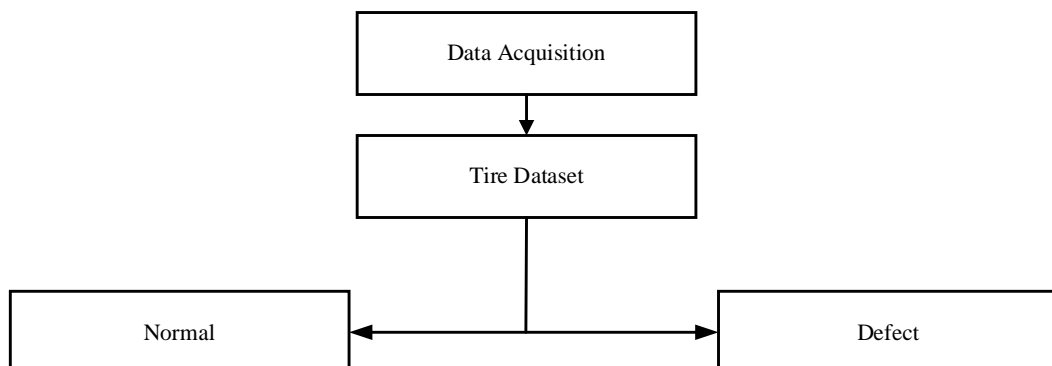 Data Acquisition
Tire Dataset
Normal
Defect